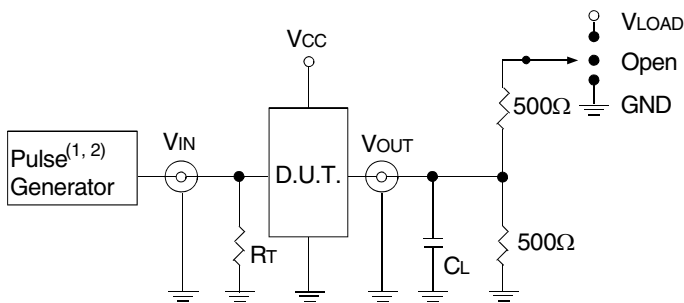 VLOAD
VCC
Open
500Ω
GND
VIN
VOUT
Pulse(1, 2)
Generator
D.U.T.
RT
CL
500Ω